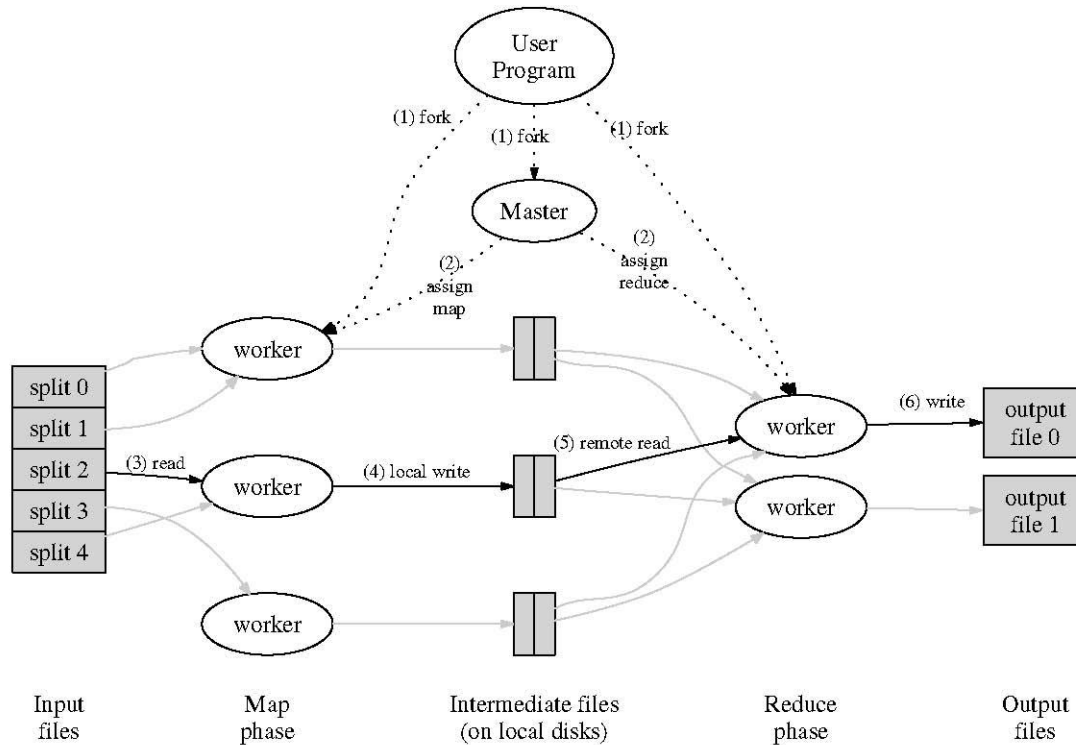 User
Program
(1) fork
(1) fork
(1) fork
Master
(2)
assign
map
(2)
assign
reduce
worker
split 0
split 1
split 2
split 3
split 4
(3) read
worker
(4) local write
worker
(5) remote read
worker
(6) write
output
file 0
worker
output
file 1
Input
files
Map
phase
Intermediate files
(on local disks)
Reduce
phase
Output
files